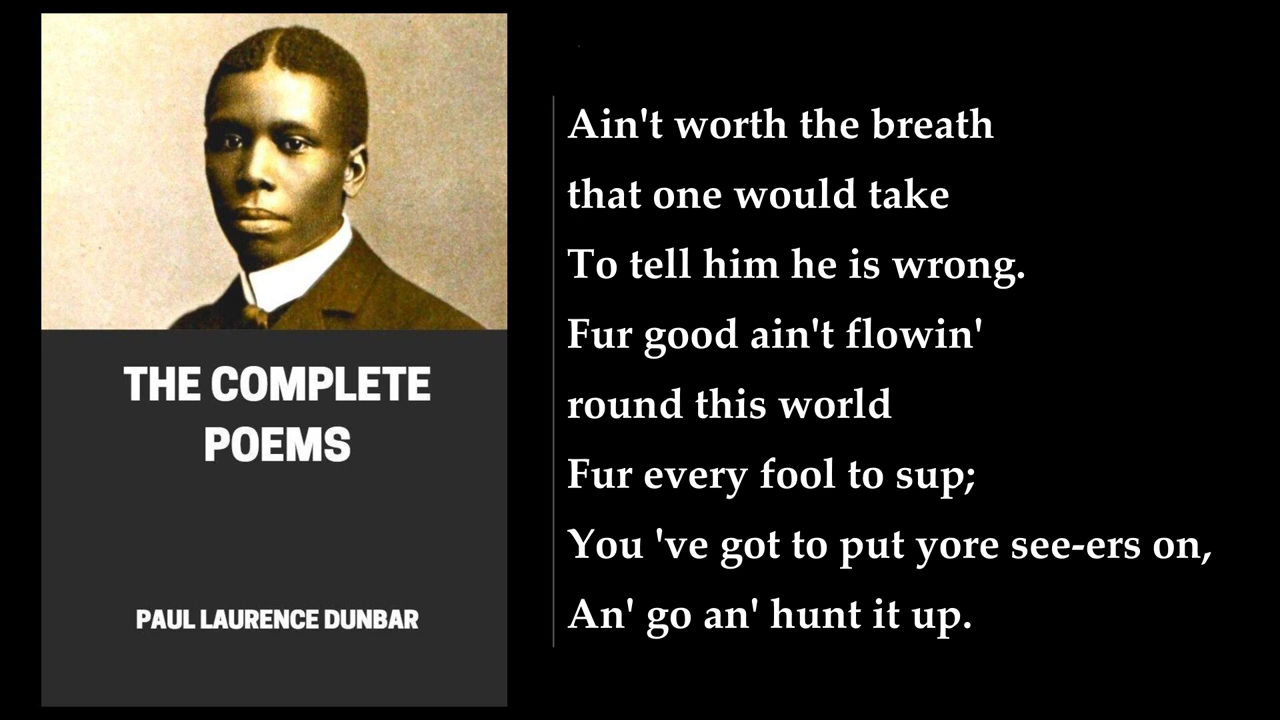 THE COMPLETE
POEMS
PAUL LAURENCE DUNBAR
Ain't worth the breath
that one would take
To tell him he is wrong.
Fur good ain't flowin'
round this world
Fur every fool to sup;
You 've got to put yore see-ers on,
An' go an' hunt it up.